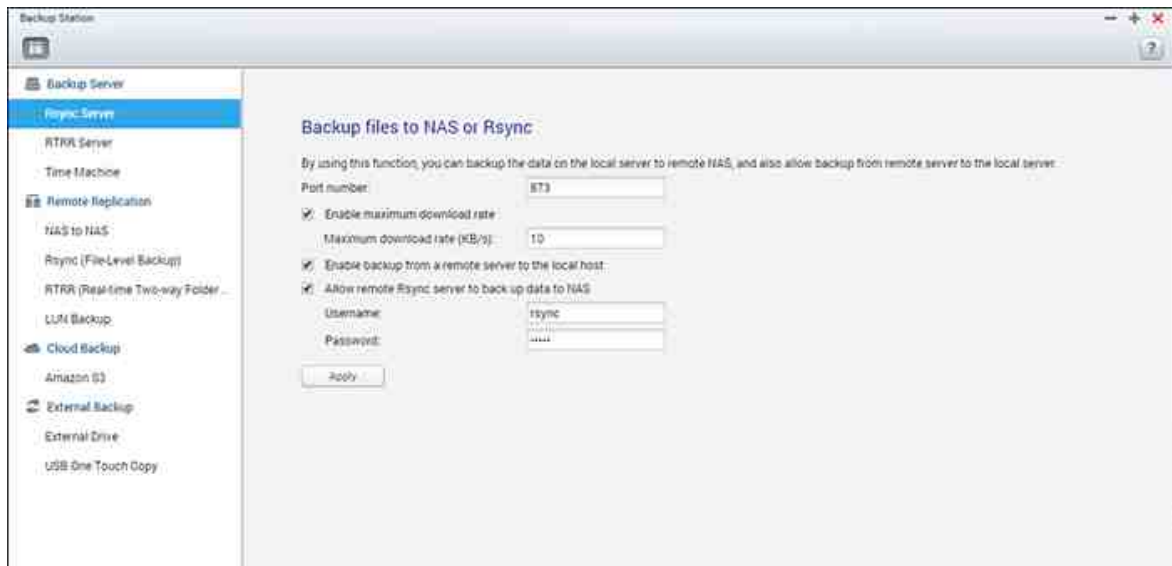 Backup Station
?
Backup Server
Rsync Server
RTRR Server
Time Machine
Remote Replication
NAS to NAS
Rsync (File-Level Backup)
RTRR (Real-time Two-way Folder ...
LUN Backup
Cloud Backup
Amazon S3
External Backup
External Drive
USB One Touch Copy
Backup files to NAS or Rsync
By using this function, you can backup the data on the local server to remote NAS, and also allow backup from remote server to the local server.
Port number: 873
Enable maximum download rate
Maximum download rate (KB/s): 10
Enable backup from a remote server to the local host
Allow remote Rsync server to back up data to NAS
Username: rsync
Password: •••••
Apply